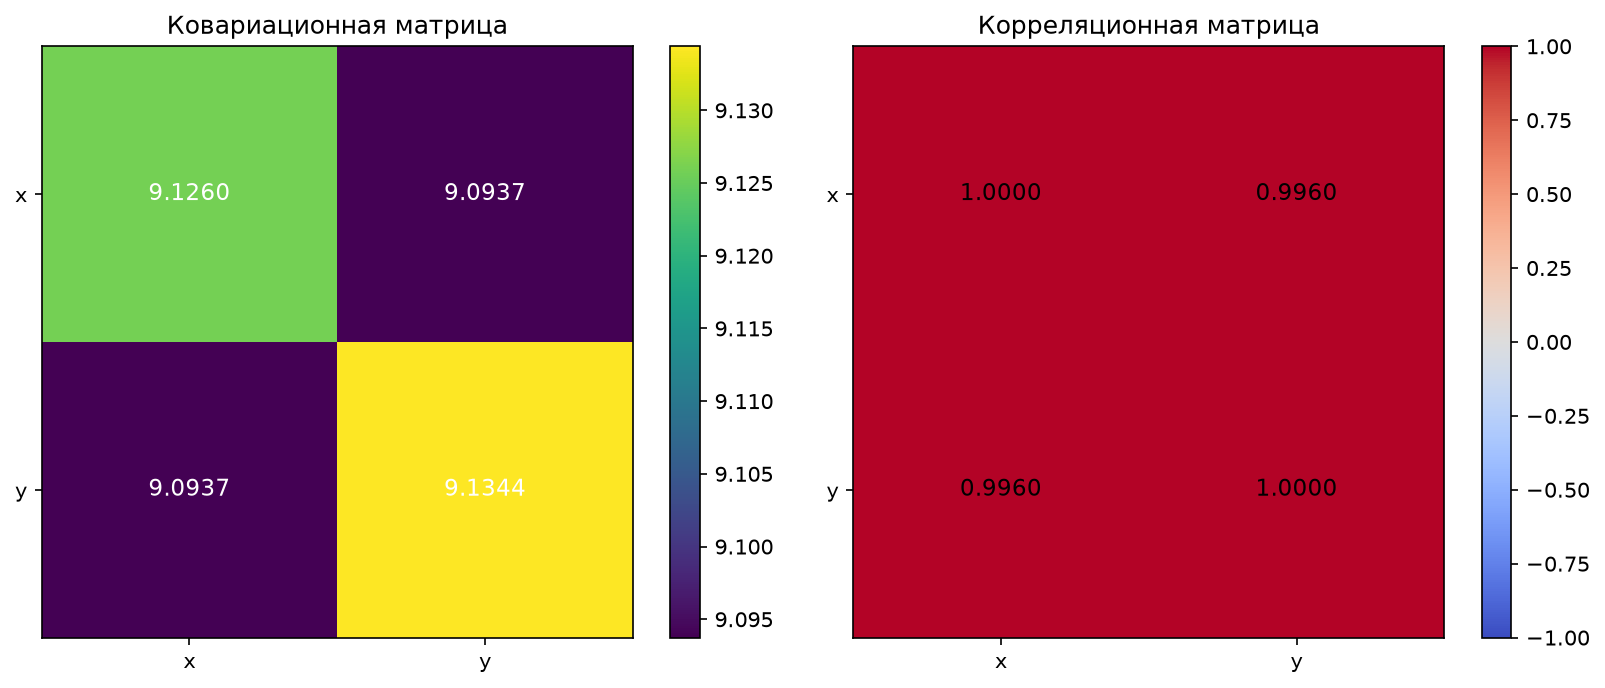 Ковариационная матрица
9.1260 9.0937
9.0937 9.1344
x
y
x y
9.130
9.125
9.120
9.115
9.110
9.105
9.100
9.095
Корреляционная матрица
1.0000 0.9960
0.9960 1.0000
x
y
x y
1.00
0.75
0.50
0.25
0.00
−0.25
−0.50
−0.75
−1.00